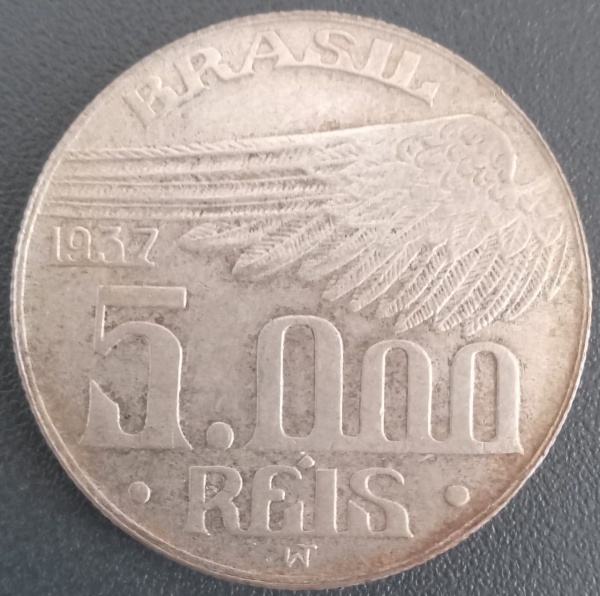 BRASIL
1937
5.000
· RÉIS ·
W